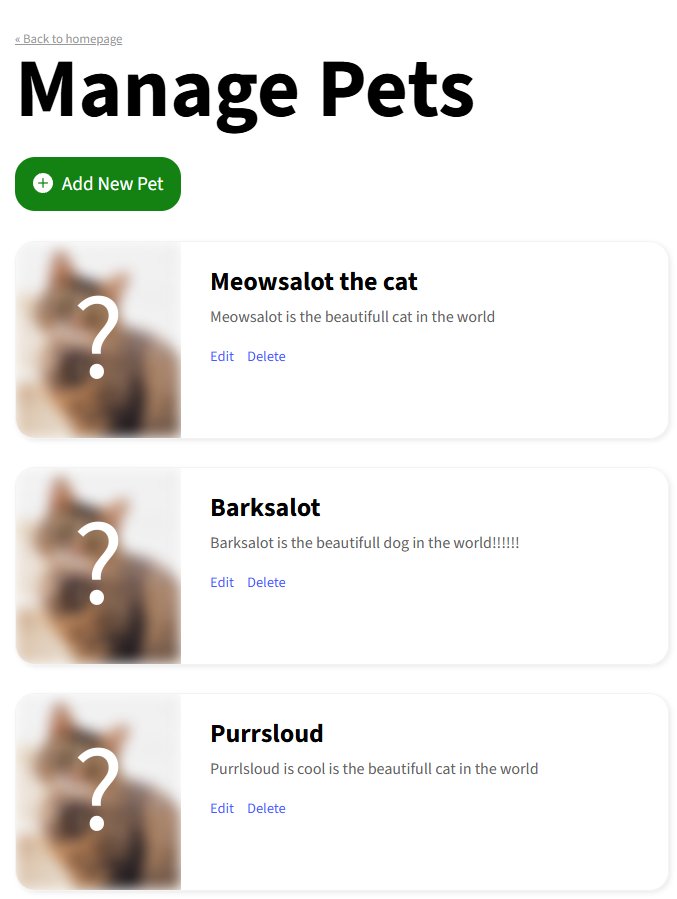 « Back to homepage
Manage Pets
Add New Pet
?
Meowsalot the cat
Meowsalot is the beautifull cat in the world
Edit Delete
?
Barksalot
Barksalot is the beautifull dog in the world!!!!!!
Edit Delete
?
Purrsloud
Purrlsloud is cool is the beautifull cat in the world
Edit Delete